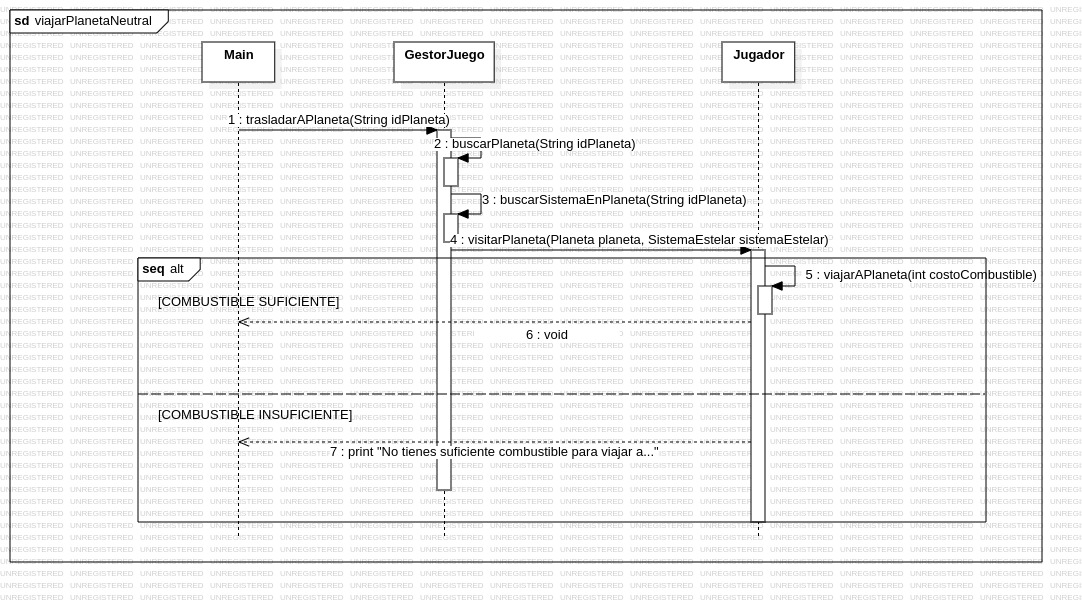 sd viajarPlanetaNeutral
Main
GestorJuego
Jugador
1 : trasladarAPlaneta(String idPlaneta)
2 : buscarPlaneta(String idPlaneta)
3 : buscarSistemaEnPlaneta(String idPlaneta)
4 : visitarPlaneta(Planeta planeta, SistemaEstelar sistemaEstelar)
seq alt
5 : viajarAPlaneta(int costoCombustible)
[COMBUSTIBLE SUFICIENTE]
6 : void
[COMBUSTIBLE INSUFICIENTE]
7 : print "No tienes suficiente combustible para viajar a..."
UNREGISTERED